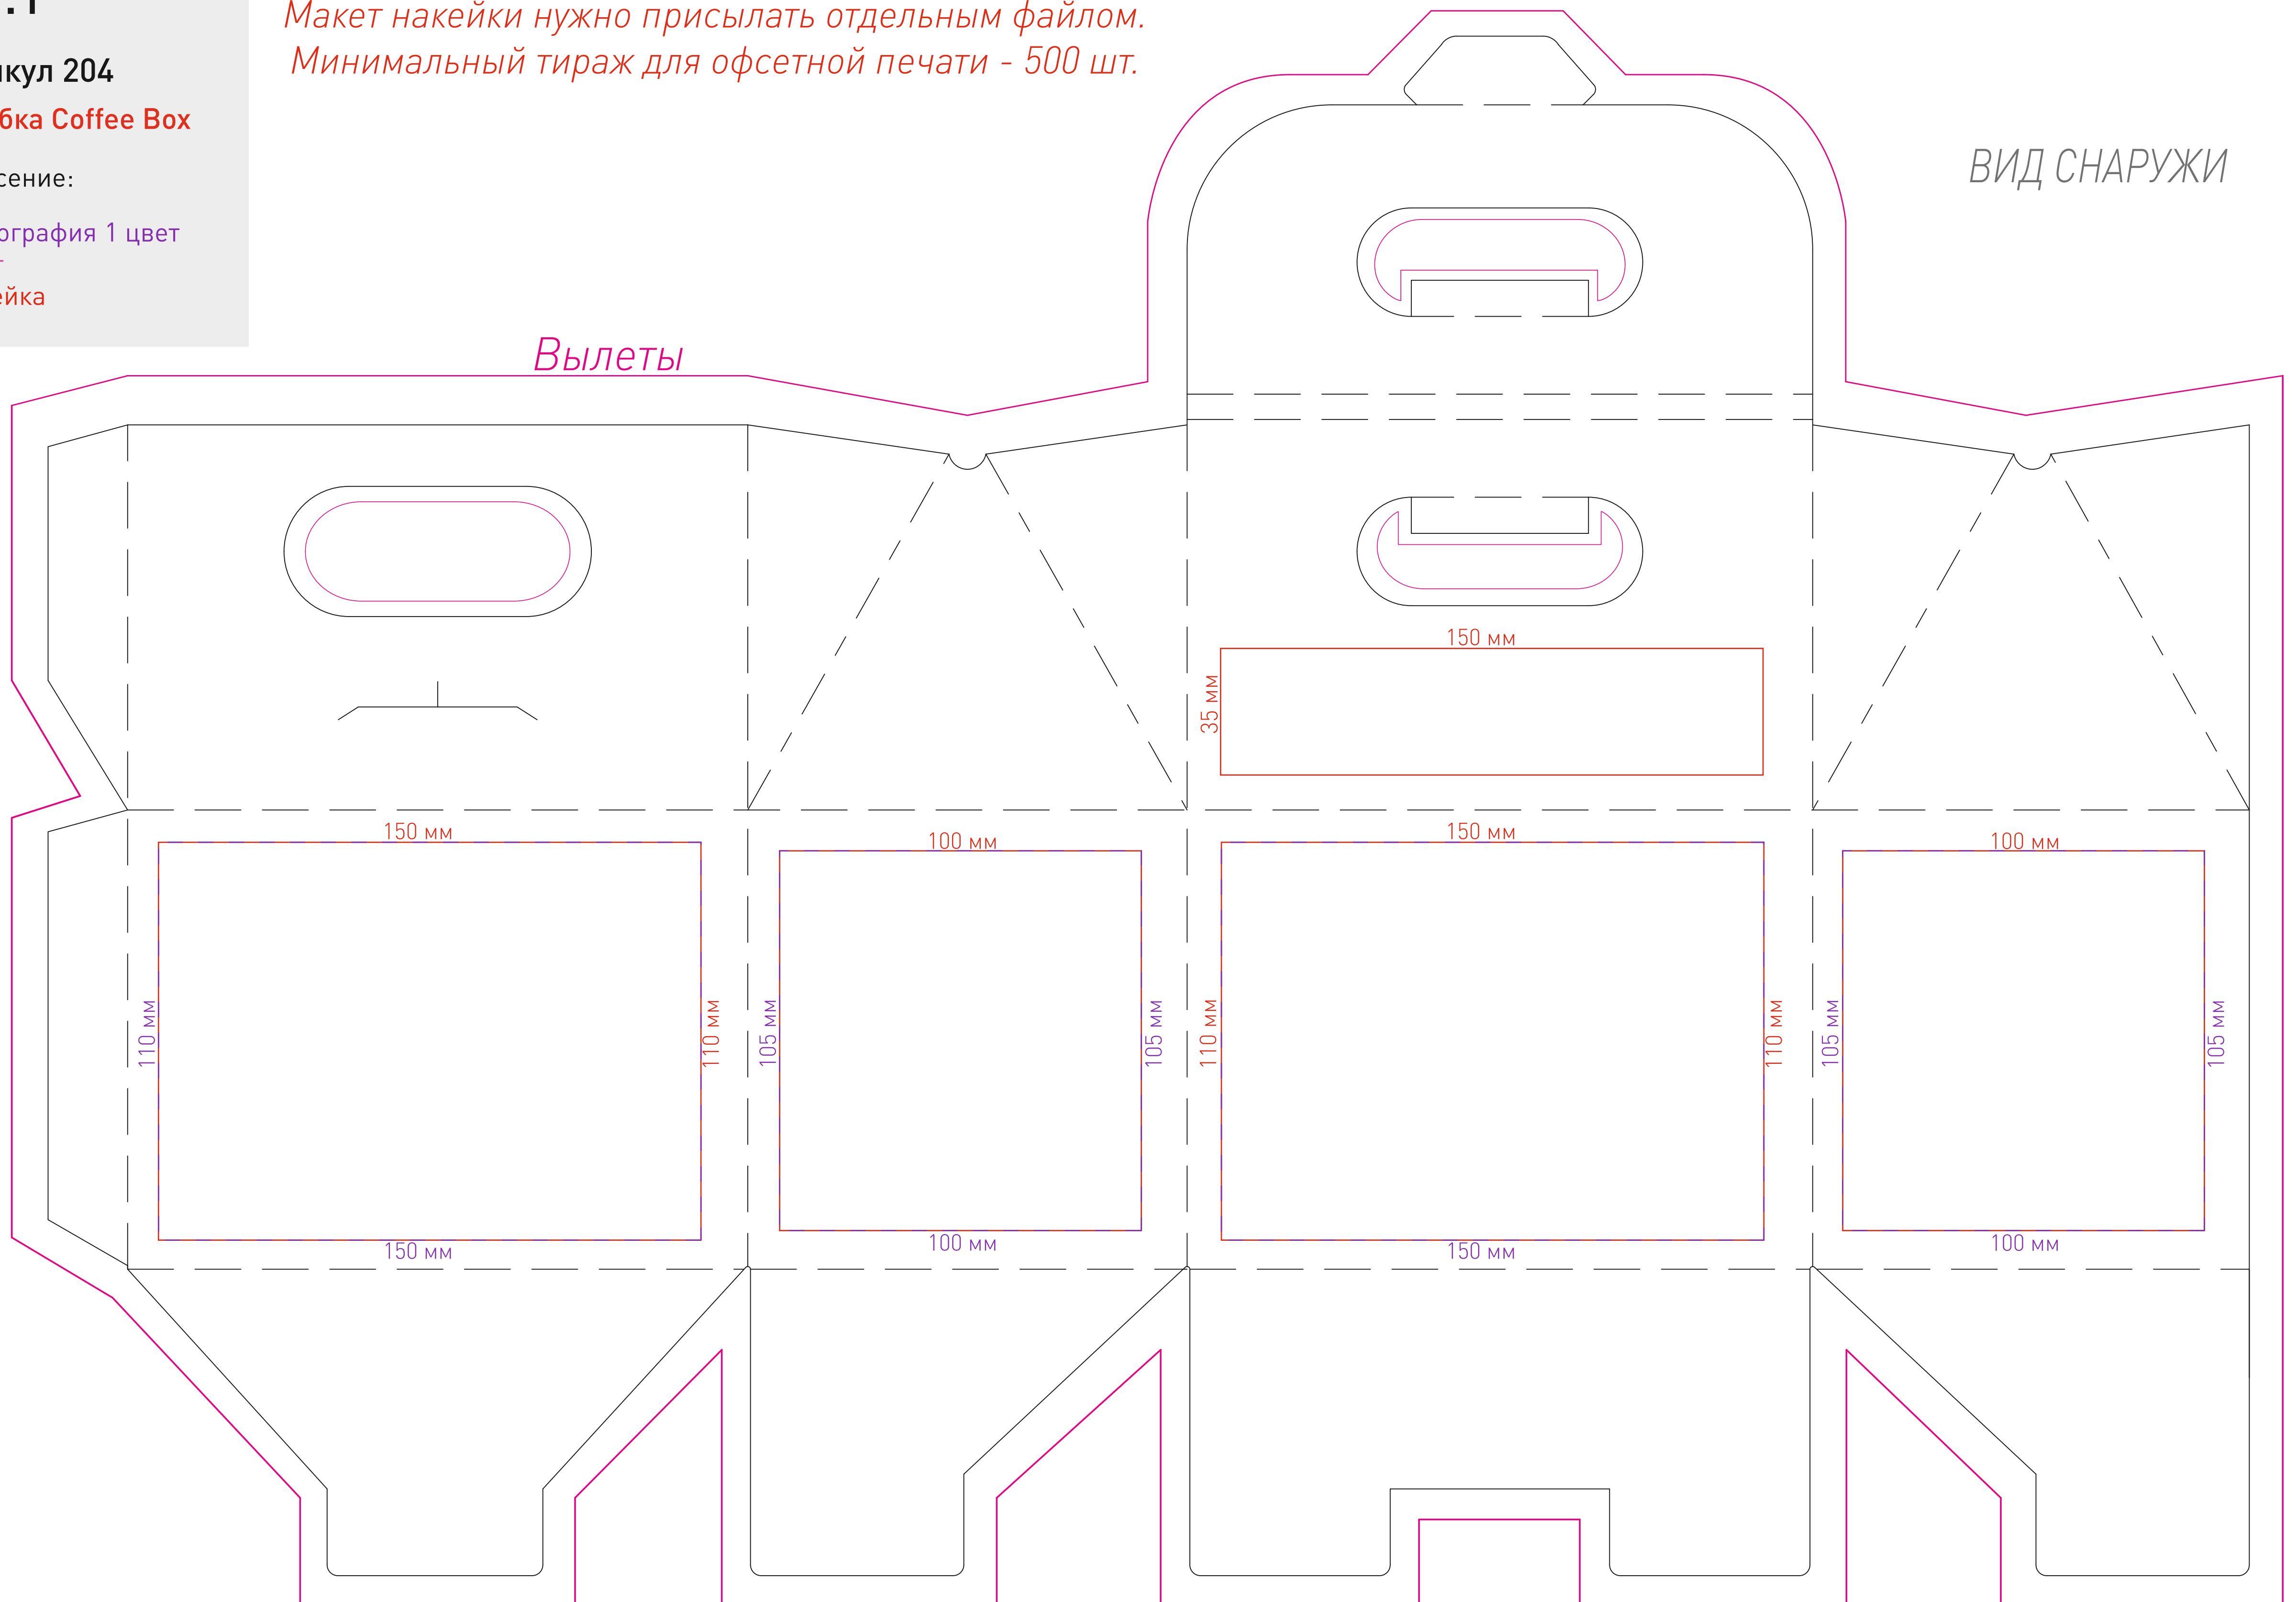 Макет накейки нужно присылать отдельным файлом.
Минимальный тираж для офсетной печати - 500 шт.
кул 204
бка Coffee Box
сение:
ография 1 цвет
ейка
ВИД СНАРУЖИ
Вылеты
150 мм
35 мм
150 мм
100 мм
150 мм
100 мм
110 мм
110 мм
105 мм
105 мм
110 мм
110 мм
105 мм
105 мм
150 мм
100 мм
150 мм
100 мм